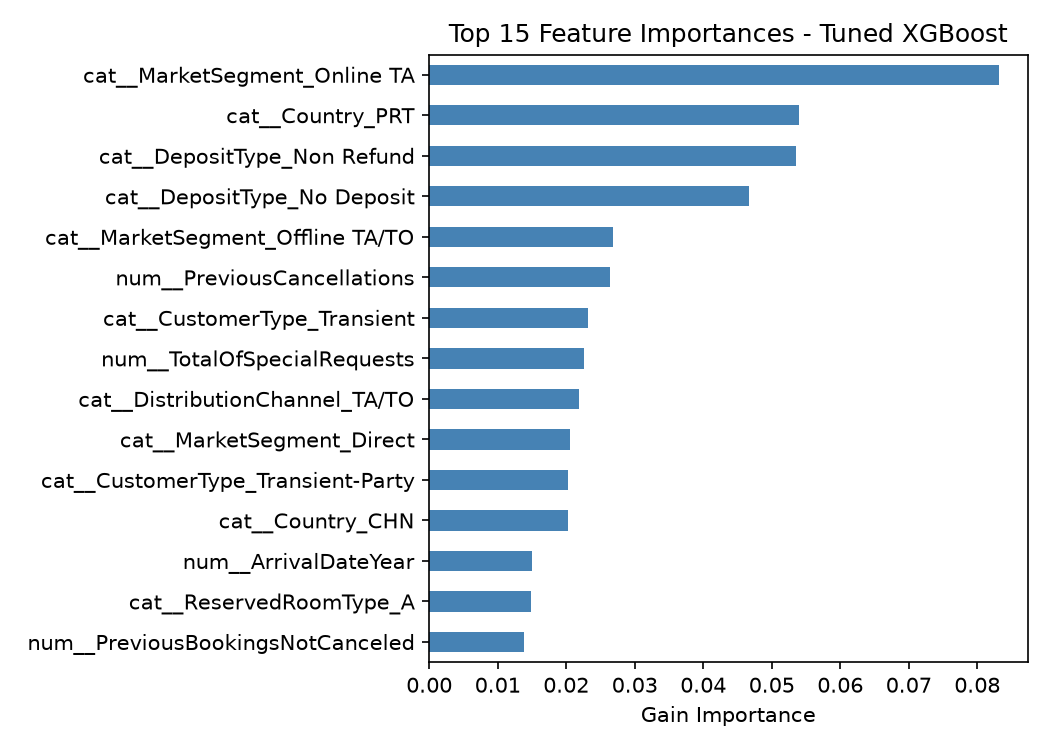 Top 15 Feature Importances - Tuned XGBoost
cat__MarketSegment_Online TA
cat__Country_PRT
cat__DepositType_Non Refund
cat__DepositType_No Deposit
cat__MarketSegment_Offline TA/TO
num__PreviousCancellations
cat__CustomerType_Transient
num__TotalOfSpecialRequests
cat__DistributionChannel_TA/TO
cat__MarketSegment_Direct
cat__CustomerType_Transient-Party
cat__Country_CHN
num__ArrivalDateYear
cat__ReservedRoomType_A
num__PreviousBookingsNotCanceled
0.00 0.01 0.02 0.03 0.04 0.05 0.06 0.07 0.08
Gain Importance